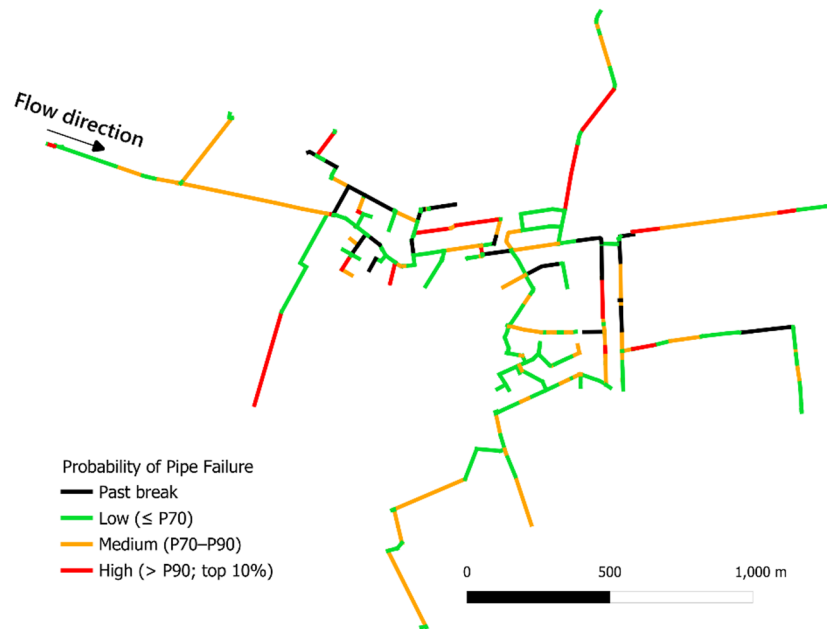 Flow direction
Probability of Pipe Failure
Past break
Low (≤ P70)
Medium (P70–P90)
High (> P90; top 10%)
0 500 1,000 m